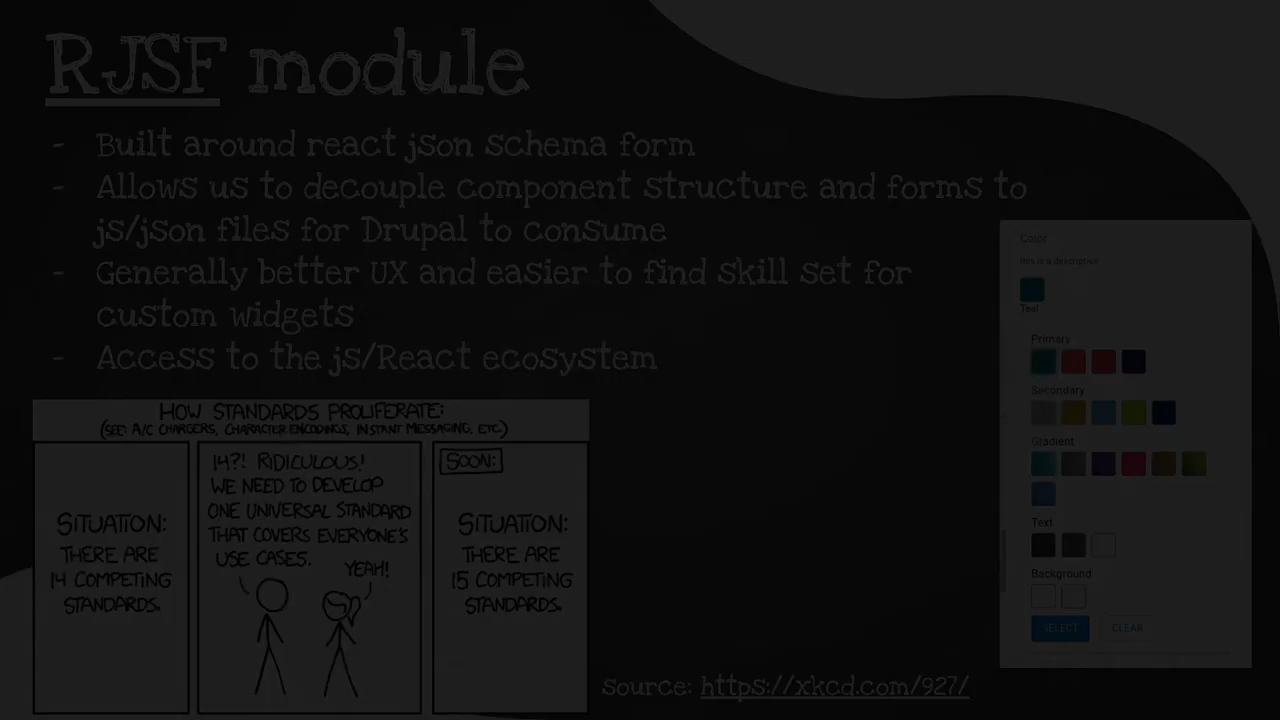 RJSF module
- Built around react json schema form
- Allows us to decouple component structure and forms to
js/json files for Drupal to consume
- Generally better UX and easier to find skill set for
custom widgets
- Access to the js/React ecosystem
Color
this is a description
Teal
Primary
Secondary
Gradient
Text
Background
SELECT CLEAR
HOW STANDARDS PROLIFERATE:
(SEE: A/C CHARGERS, CHARACTER ENCODINGS, INSTANT MESSAGING, ETC.)
SITUATION:
THERE ARE
14 COMPETING
STANDARDS.
14?! RIDICULOUS!
WE NEED TO DEVELOP
ONE UNIVERSAL STANDARD
THAT COVERS EVERYONE'S
USE CASES.
YEAH!
SOON:
SITUATION:
THERE ARE
15 COMPETING
STANDARDS.
source: https://xkcd.com/927/